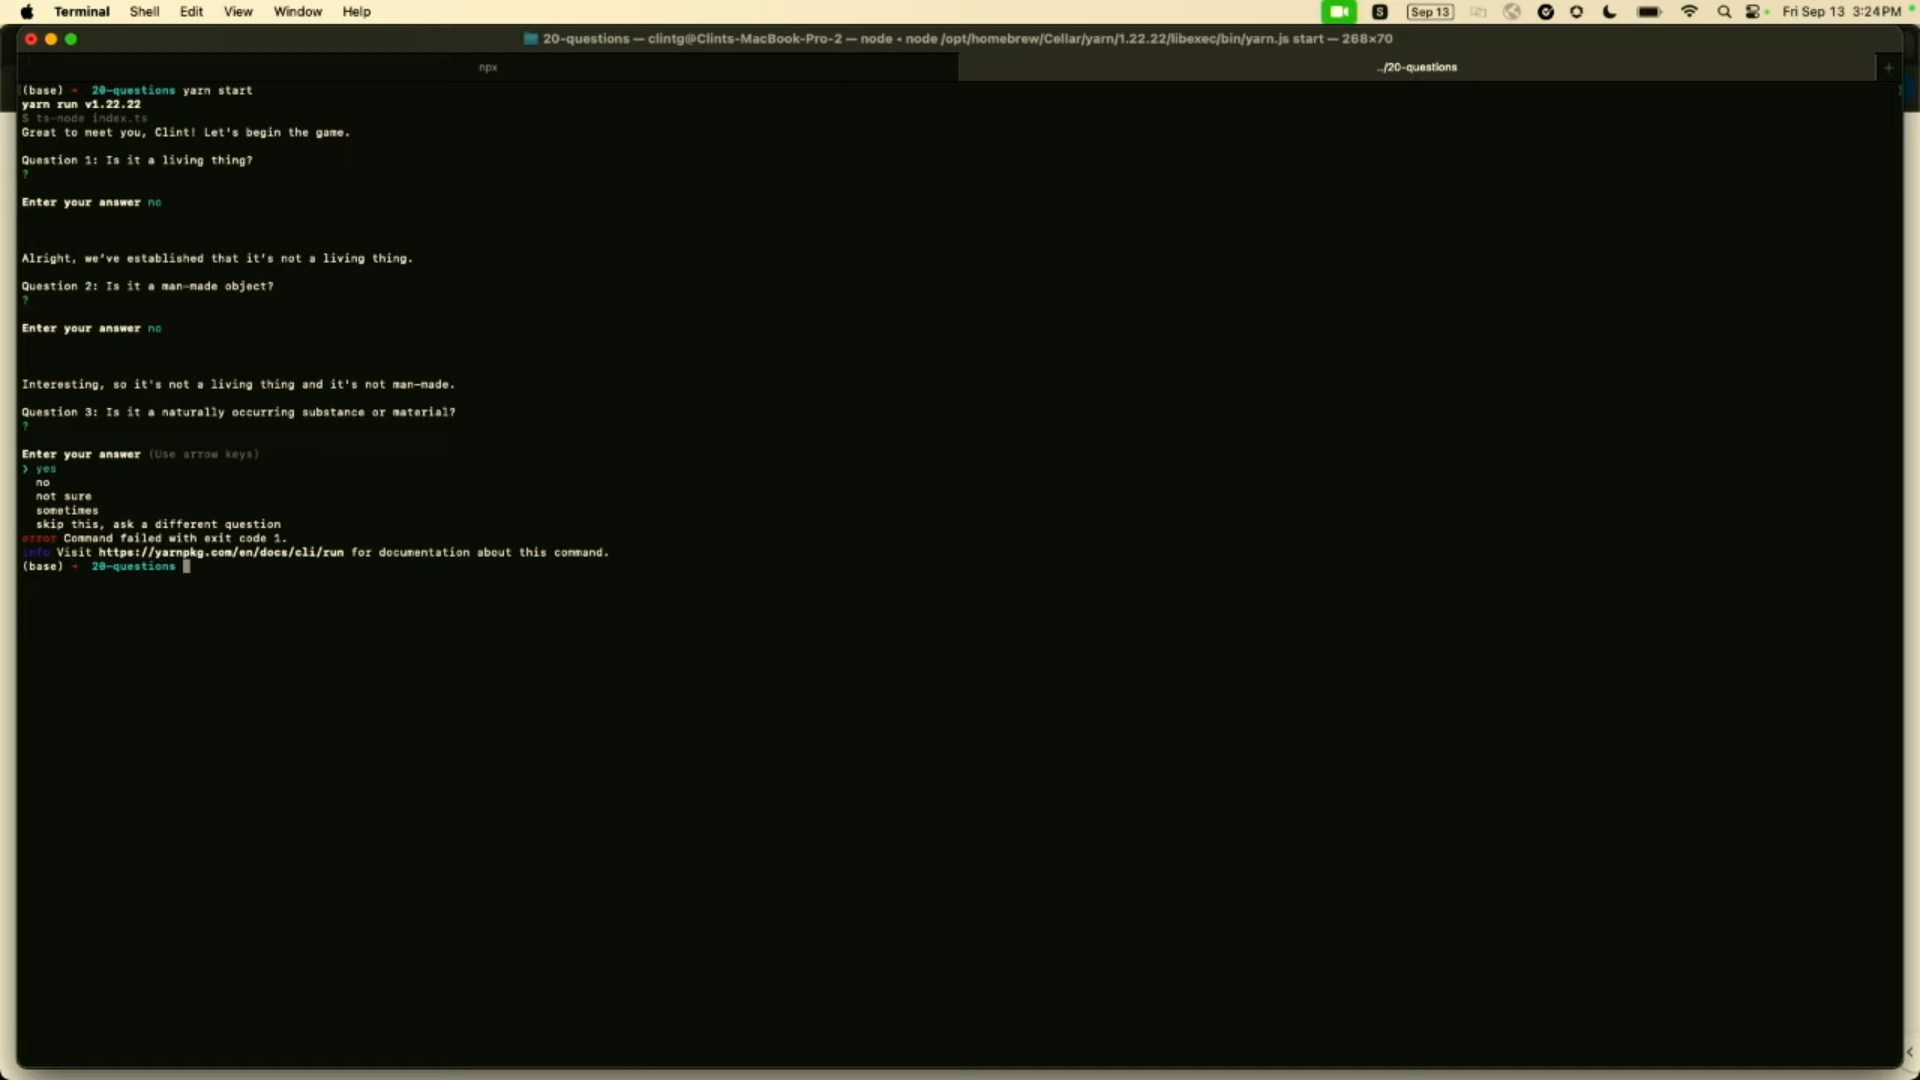 Terminal Shell Edit View Window Help Sep 13 Fri Sep 13 3:24PM
20-questions — clintg@Clints-MacBook-Pro-2 — node • node /opt/homebrew/Cellar/yarn/1.22.22/libexec/bin/yarn.js start — 268×70
npx ../20-questions +
(base) → 20-questions yarn start
yarn run v1.22.22
$ ts-node index.ts
Great to meet you, Clint! Let's begin the game.
Question 1: Is it a living thing?
?
Enter your answer no
Alright, we've established that it's not a living thing.
Question 2: Is it a man-made object?
?
Enter your answer no
Interesting, so it's not a living thing and it's not man-made.
Question 3: Is it a naturally occurring substance or material?
?
Enter your answer (Use arrow keys)
❯ yes
no
not sure
sometimes
skip this, ask a different question
error Command failed with exit code 1.
info Visit https://yarnpkg.com/en/docs/cli/run for documentation about this command.
(base) → 20-questions